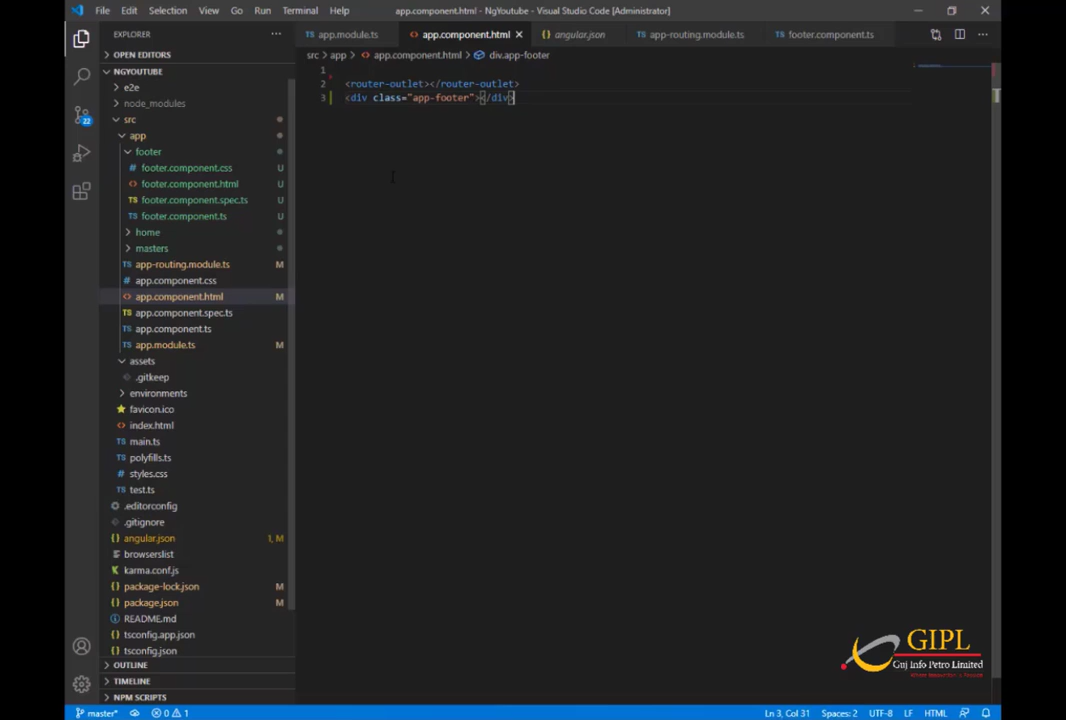 File Edit Selection View Go Run Terminal Help
app.component.html - NgYoutube - Visual Studio Code [Administrator]
EXPLORER
OPEN EDITORS
NGYOUTUBE
e2e
node_modules
src
app
footer
footer.component.css U
footer.component.html U
footer.component.spec.ts U
footer.component.ts U
home
masters
app-routing.module.ts M
app.component.css
app.component.html M
app.component.spec.ts
app.component.ts
app.module.ts M
assets
.gitkeep
environments
favicon.ico
index.html
main.ts
polyfills.ts
styles.css
test.ts
.editorconfig
.gitignore
angular.json 1, M
browserslist
karma.conf.js
package-lock.json M
package.json M
README.md
tsconfig.app.json
tsconfig.json
OUTLINE
TIMELINE
NPM SCRIPTS
22
app.module.ts app.component.html angular.json app-routing.module.ts footer.component.ts
src > app > app.component.html > div.app-footer
1
2 <router-outlet></router-outlet>
3 <div class="app-footer"></div>
GIPL
Guj Info Petro Limited
master* 0 1 Ln 3, Col 31 Spaces: 2 UTF-8 LF HTML